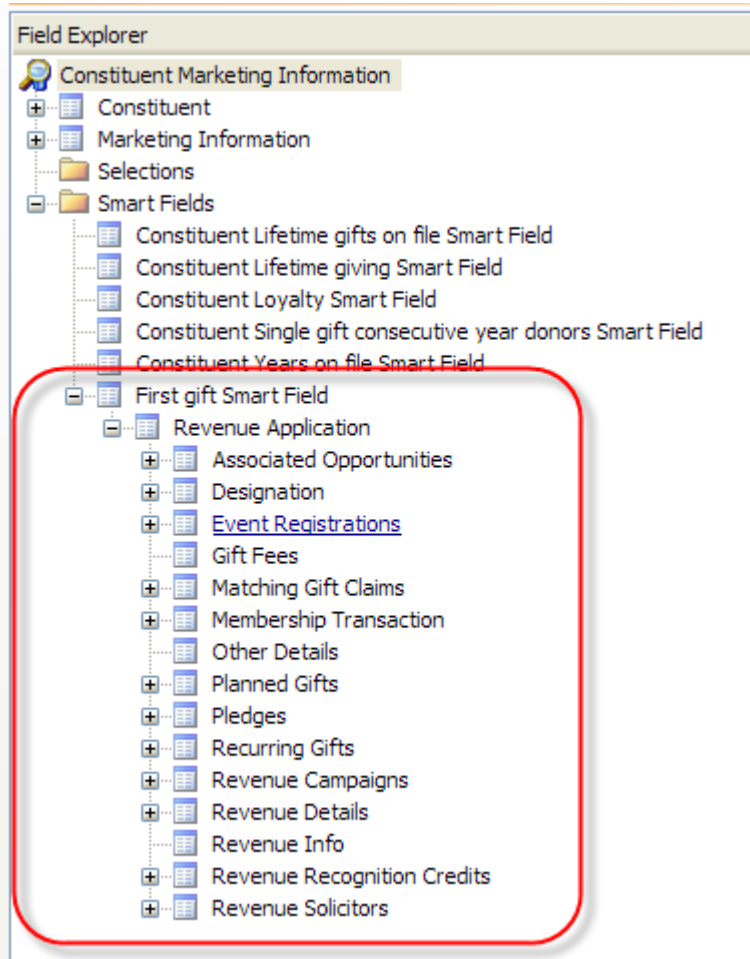 Field Explorer
Constituent Marketing Information
Constituent
Marketing Information
Selections
Smart Fields
Constituent Lifetime gifts on file Smart Field
Constituent Lifetime giving Smart Field
Constituent Loyalty Smart Field
Constituent Single gift consecutive year donors Smart Field
Constituent Years on file Smart Field
First gift Smart Field
Revenue Application
Associated Opportunities
Designation
Event Registrations
Gift Fees
Matching Gift Claims
Membership Transaction
Other Details
Planned Gifts
Pledges
Recurring Gifts
Revenue Campaigns
Revenue Details
Revenue Info
Revenue Recognition Credits
Revenue Solicitors